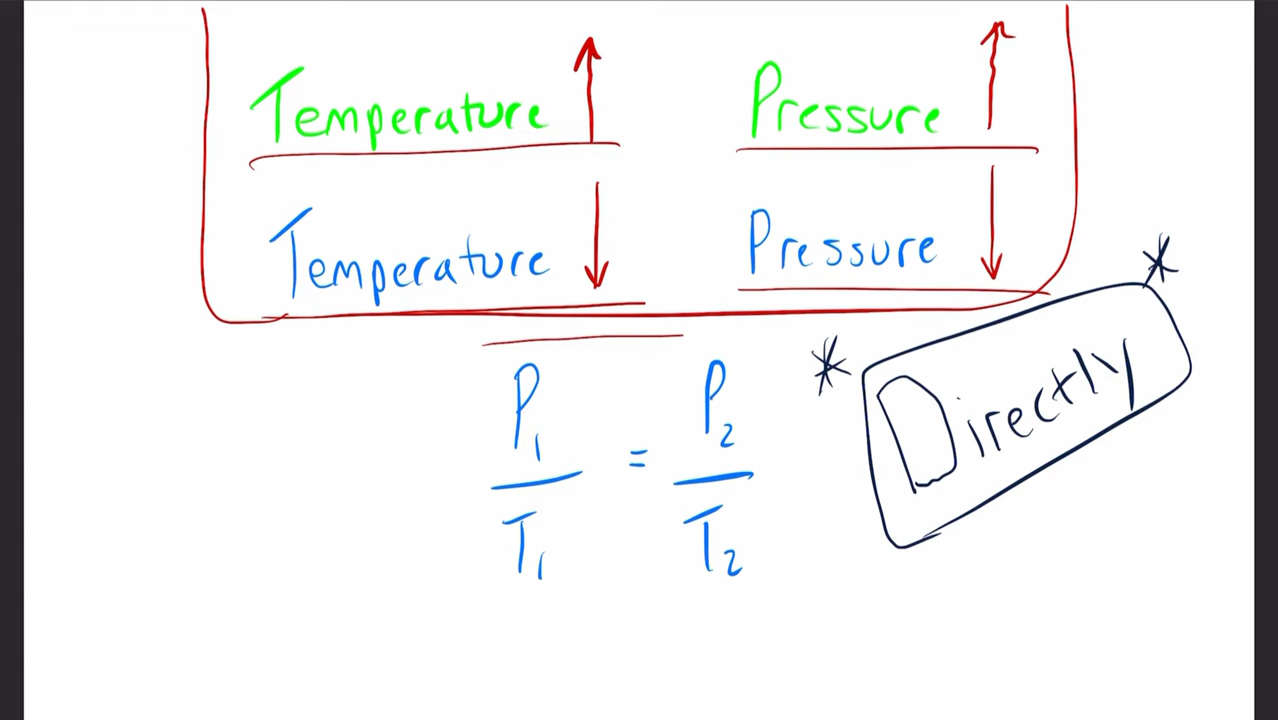 Temperature ↑ Pressure ↑
Temperature ↓ Pressure ↓
P₁/T₁ = P₂/T₂
* Directly *